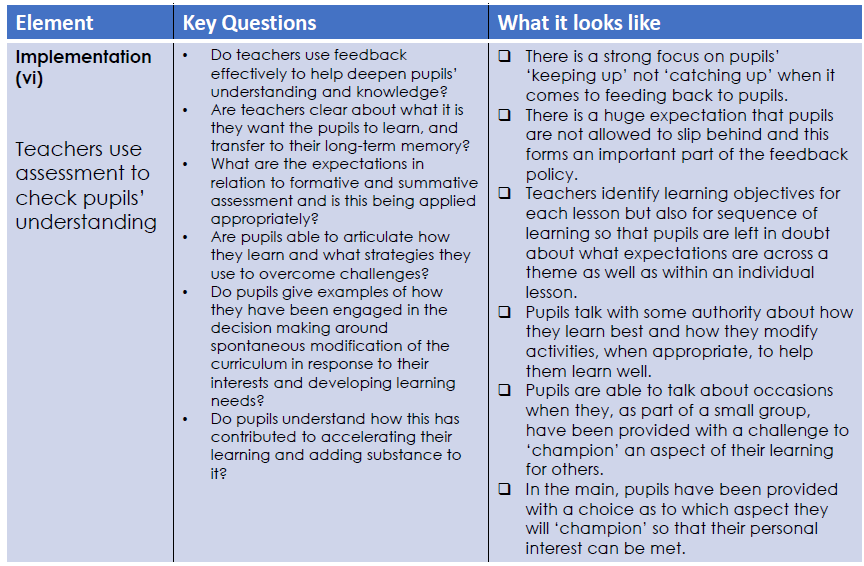 Element
Key Questions
What it looks like
Implementation
(vi)
Teachers use
assessment to
check pupils'
understanding
• Do teachers use feedback
effectively to help deepen pupils'
understanding and knowledge?
• Are teachers clear about what it is
they want the pupils to learn, and
transfer to their long-term memory?
• What are the expectations in
relation to formative and summative
assessment and is this being applied
appropriately?
• Are pupils able to articulate how
they learn and what strategies they
use to overcome challenges?
• Do pupils give examples of how
they have been engaged in the
decision making around
spontaneous modification of the
curriculum in response to their
interests and developing learning
needs?
• Do pupils understand how this has
contributed to accelerating their
learning and adding substance to
it?
❑ There is a strong focus on pupils'
'keeping up' not 'catching up' when it
comes to feeding back to pupils.
❑ There is a huge expectation that pupils
are not allowed to slip behind and this
forms an important part of the feedback
policy.
❑ Teachers identify learning objectives for
each lesson but also for sequence of
learning so that pupils are left in doubt
about what expectations are across a
theme as well as within an individual
lesson.
❑ Pupils talk with some authority about how
they learn best and how they modify
activities, when appropriate, to help
them learn well.
❑ Pupils are able to talk about occasions
when they, as part of a small group,
have been provided with a challenge to
'champion' an aspect of their learning
for others.
❑ In the main, pupils have been provided
with a choice as to which aspect they
will 'champion' so that their personal
interest can be met.